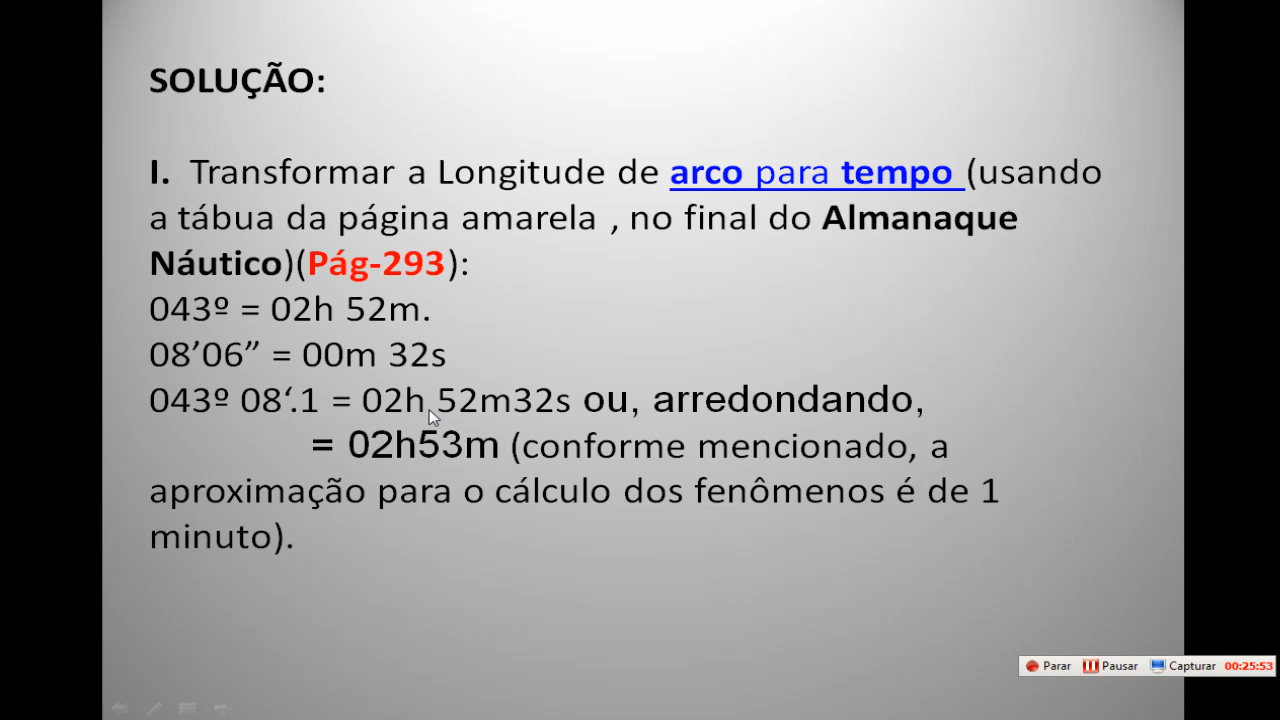 SOLUÇÃO:
I. Transformar a Longitude de arco para tempo (usando
a tábua da página amarela , no final do Almanaque
Náutico)(Pág-293):
043º = 02h 52m.
08’06” = 00m 32s
043º 08‘.1 = 02h 52m32s ou, arredondando,
= 02h53m (conforme mencionado, a
aproximação para o cálculo dos fenômenos é de 1
minuto).
Parar Pausar Capturar 00:25:53